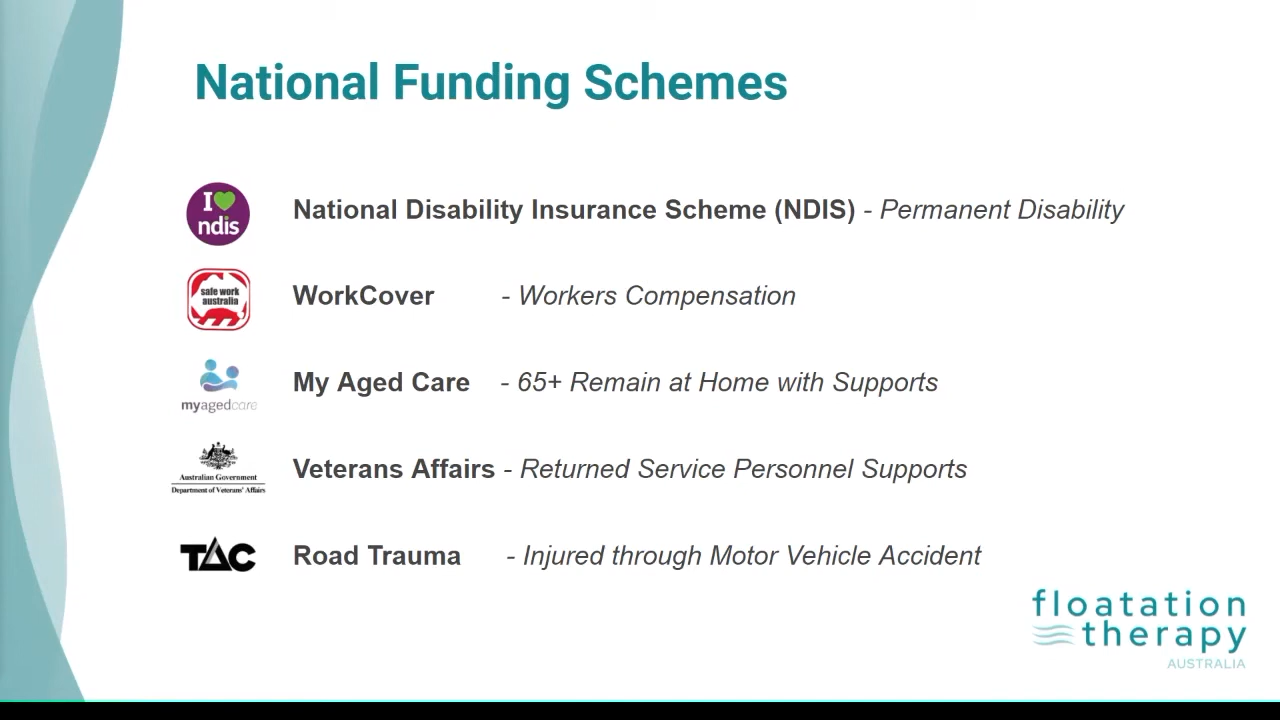 National Funding Schemes
I ndis
National Disability Insurance Scheme (NDIS) - Permanent Disability
safe work
australia
WorkCover - Workers Compensation
myagedcare
My Aged Care - 65+ Remain at Home with Supports
Australian Government
Department of Veterans' Affairs
Veterans Affairs - Returned Service Personnel Supports
TAC
Road Trauma - Injured through Motor Vehicle Accident
floatation
therapy
AUSTRALIA